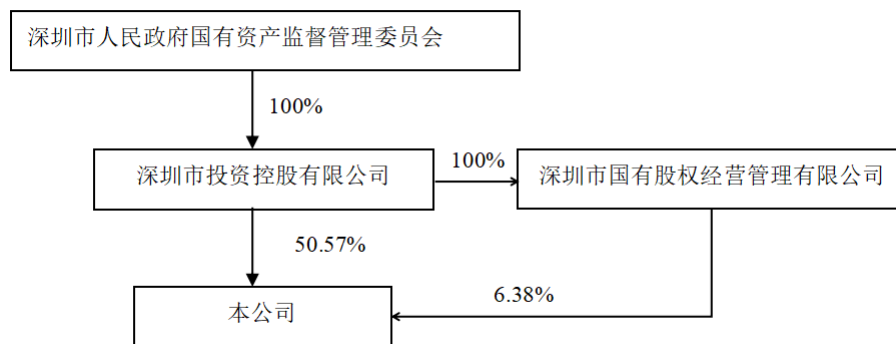 深圳市人民政府国有资产监督管理委员会
100%
深圳市投资控股有限公司
100%
深圳市国有股权经营管理有限公司
50.57%
6.38%
本公司